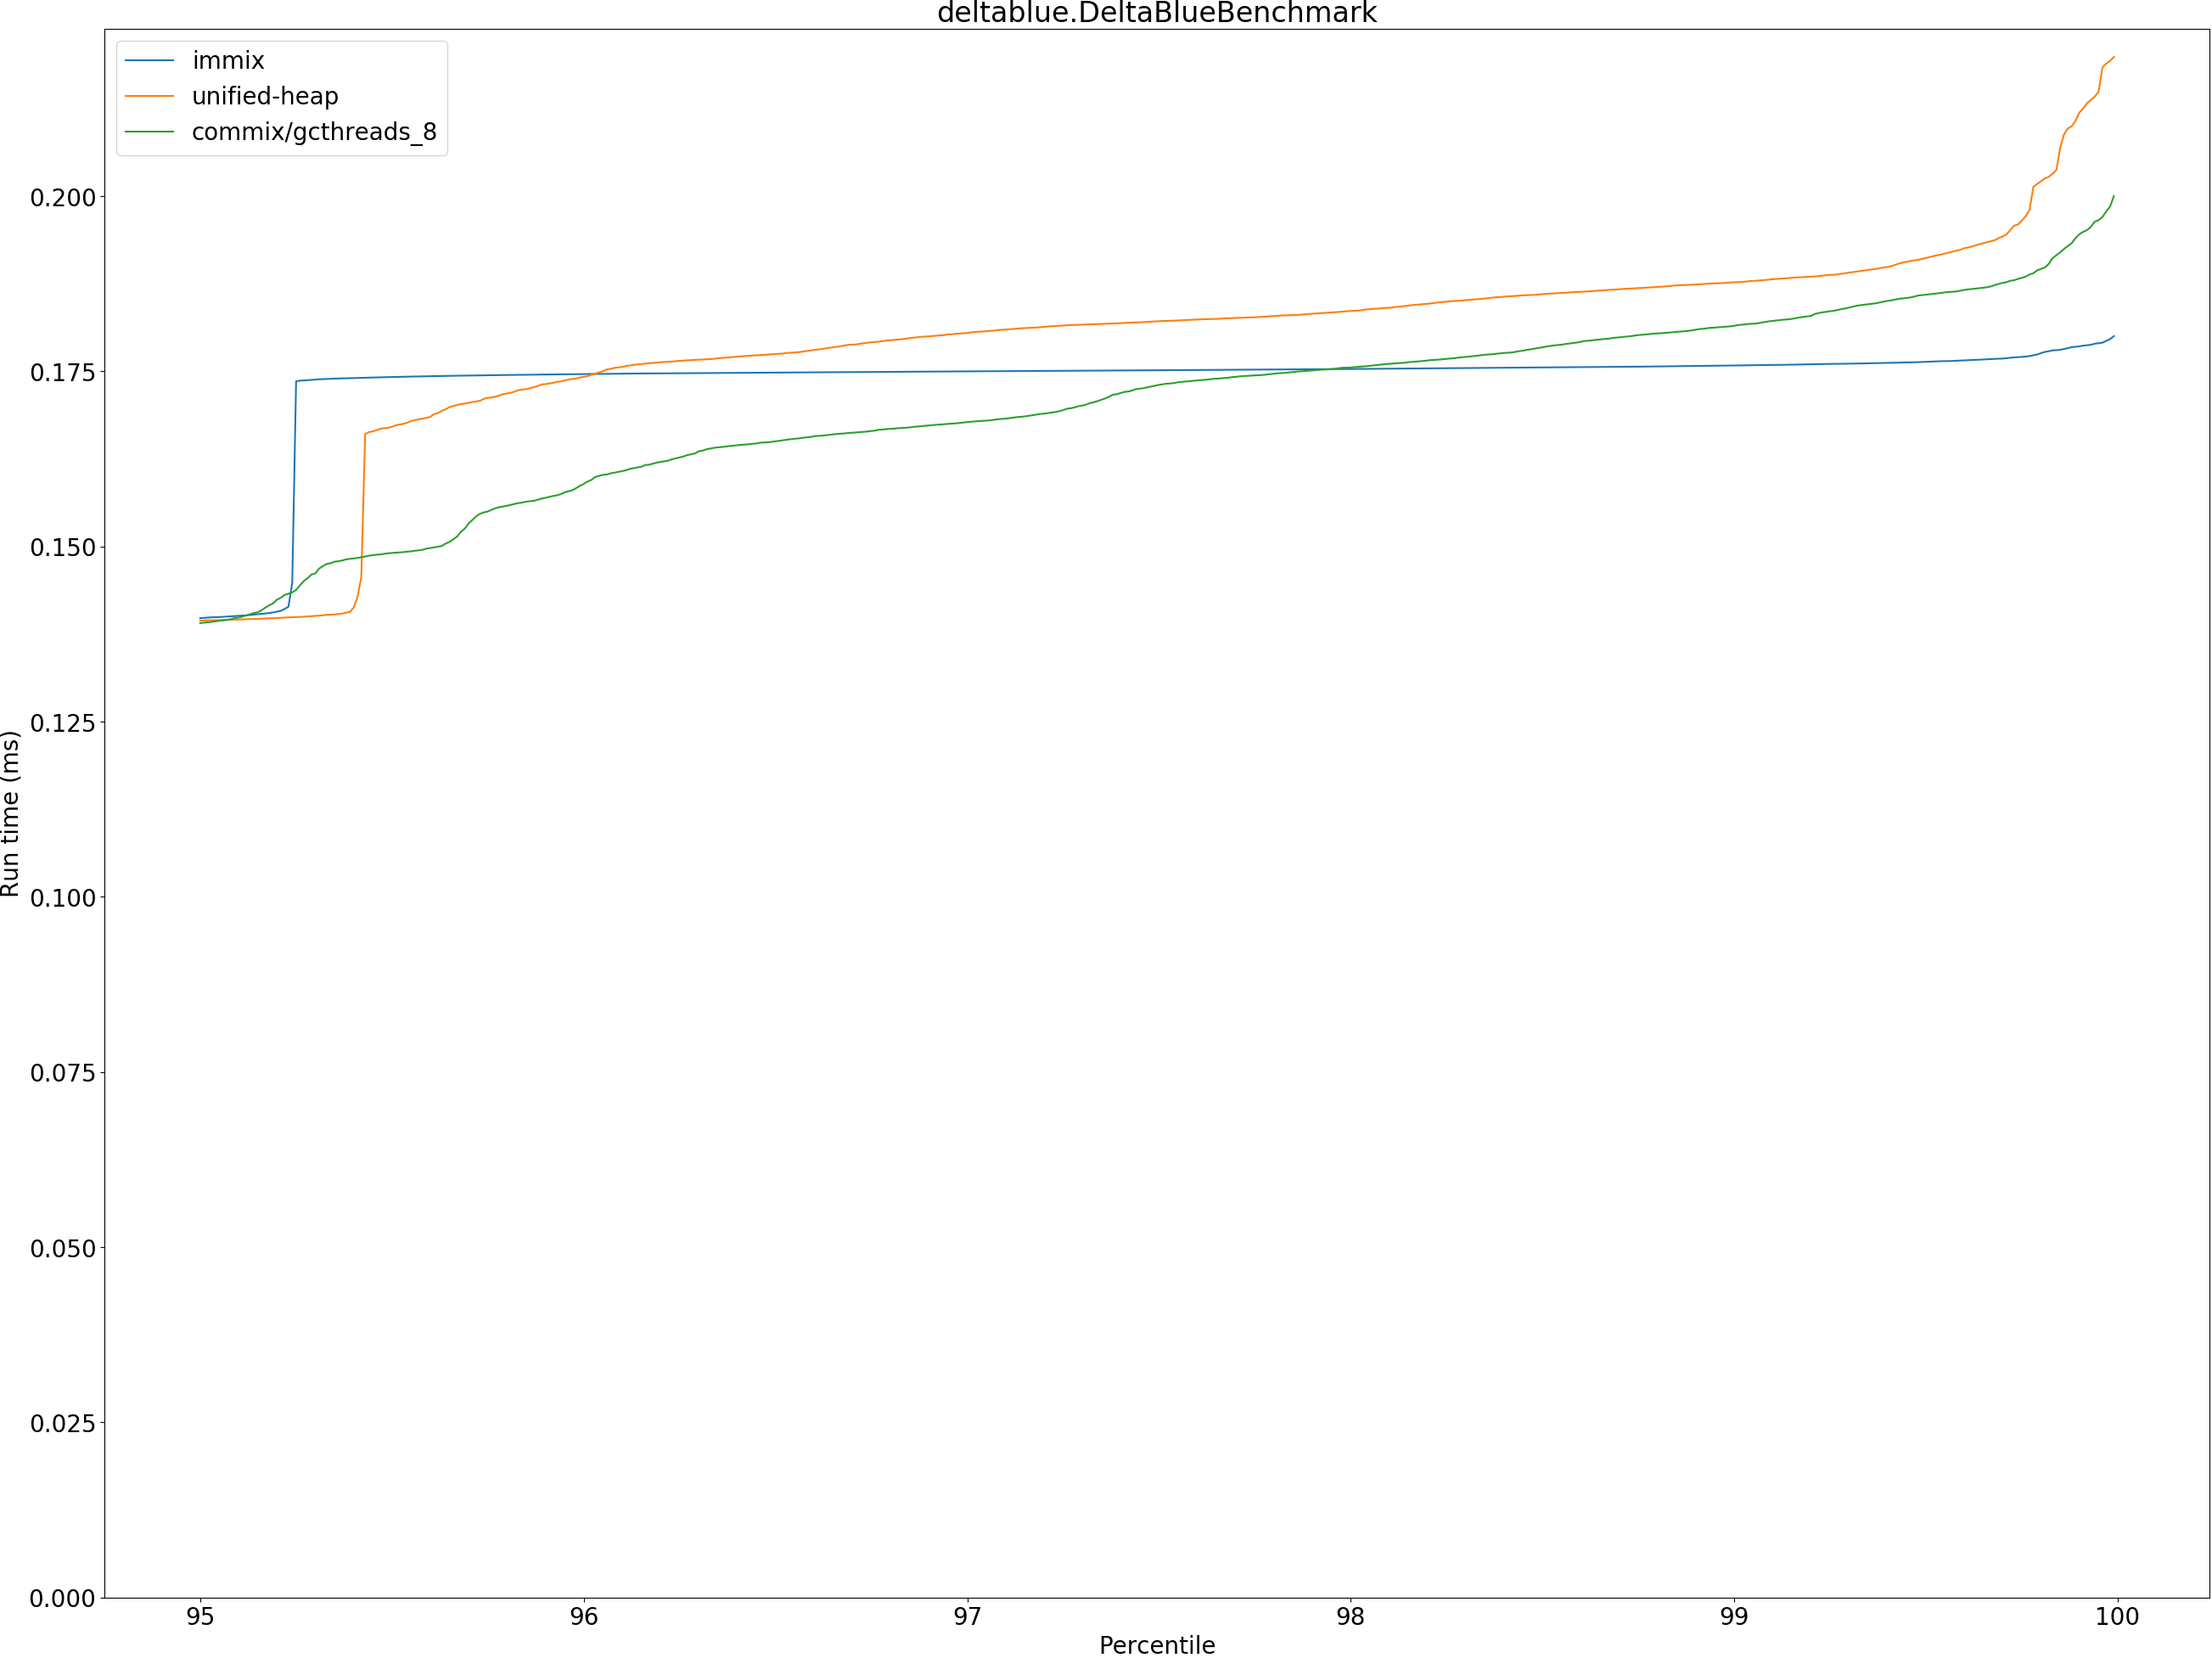 deltablue.DeltaBlueBenchmark
immix
unified-heap
commix/gcthreads_8
0.200
0.175
0.150
0.125
0.100
0.075
0.050
0.025
0.000
Run time (ms)
95 96 97 98 99 100
Percentile